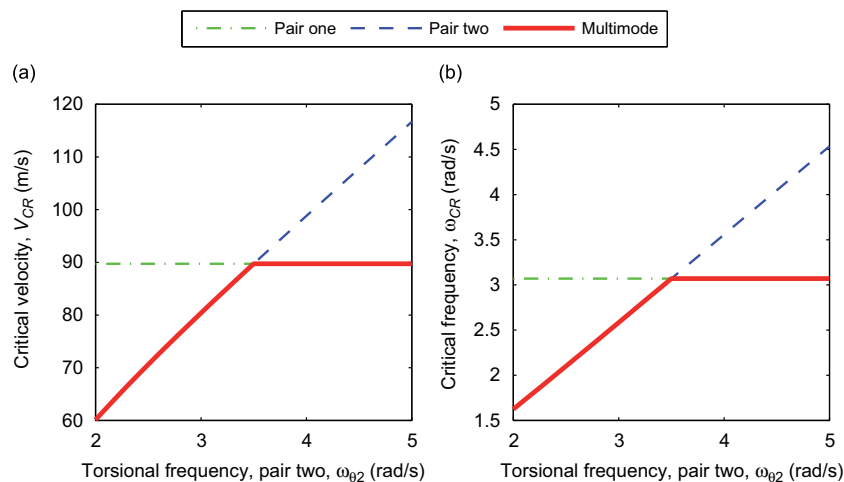 Pair one Pair two Multimode
(a)
120
110
100
90
80
70
60
2 3 4 5
Critical velocity, V_CR (m/s)
Torsional frequency, pair two, ω_θ2 (rad/s)
(b)
5
4.5
4
3.5
3
2.5
2
1.5
2 3 4 5
Critical frequency, ω_CR (rad/s)
Torsional frequency, pair two, ω_θ2 (rad/s)